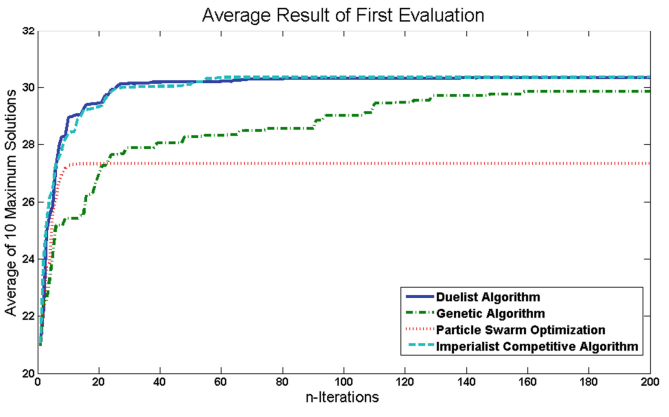 Average Result of First Evaluation
Average of 10 Maximum Solutions
32
30
28
26
24
22
20
Duelist Algorithm
Genetic Algorithm
Particle Swarm Optimization
Imperialist Competitive Algorithm
0 20 40 60 80 100 120 140 160 180 200
n-Iterations